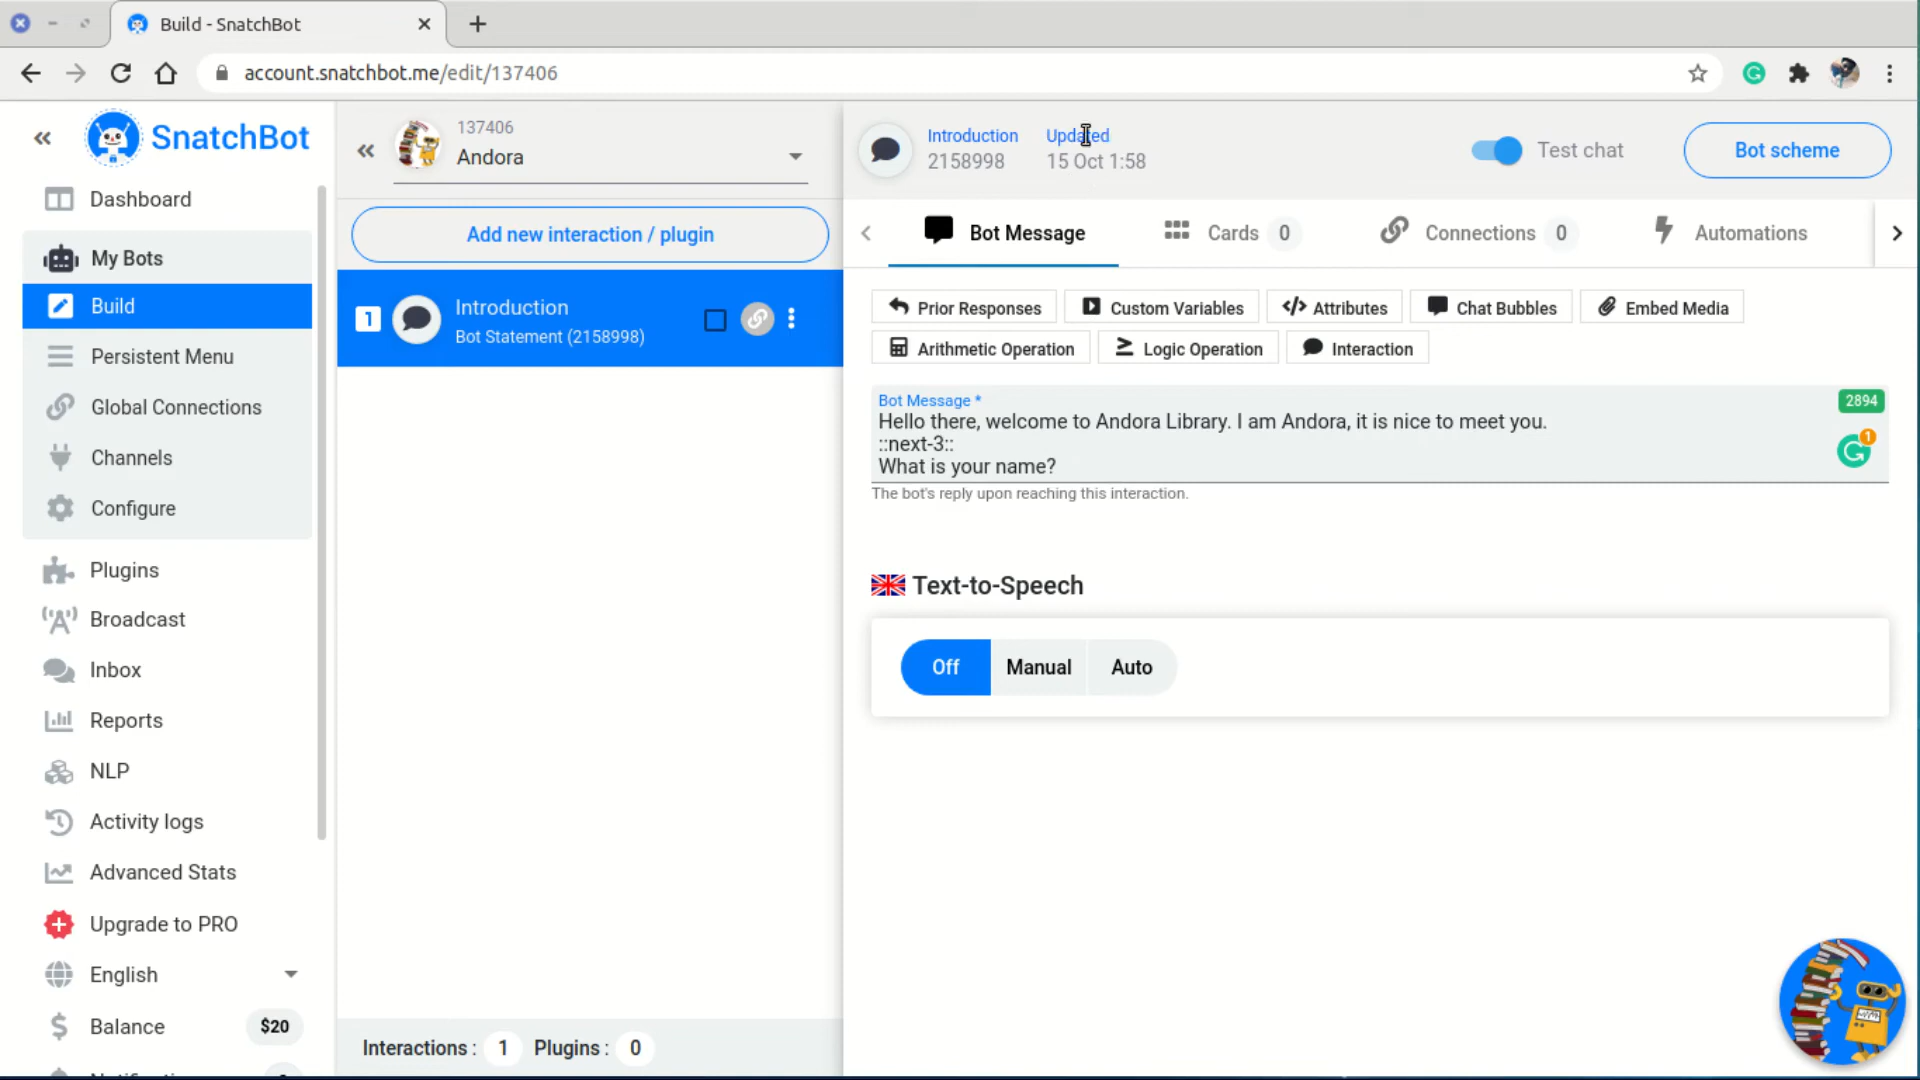 Build - SnatchBot
account.snatchbot.me/edit/137406
SnatchBot
Dashboard
My Bots
Build
Persistent Menu
Global Connections
Channels
Configure
Plugins
Broadcast
Inbox
Reports
NLP
Activity logs
Advanced Stats
Upgrade to PRO
English
Balance $20
137406
Andora
Add new interaction / plugin
1 Introduction
Bot Statement (2158998)
Interactions : 1 Plugins : 0
Introduction Updated
2158998 15 Oct 1:58
Test chat
Bot scheme
Bot Message
Cards 0
Connections 0
Automations
Prior Responses
Custom Variables
Attributes
Chat Bubbles
Embed Media
Arithmetic Operation
Logic Operation
Interaction
Bot Message *
2894
Hello there, welcome to Andora Library. I am Andora, it is nice to meet you.
::next-3::
What is your name?
1
The bot's reply upon reaching this interaction.
Text-to-Speech
Off Manual Auto